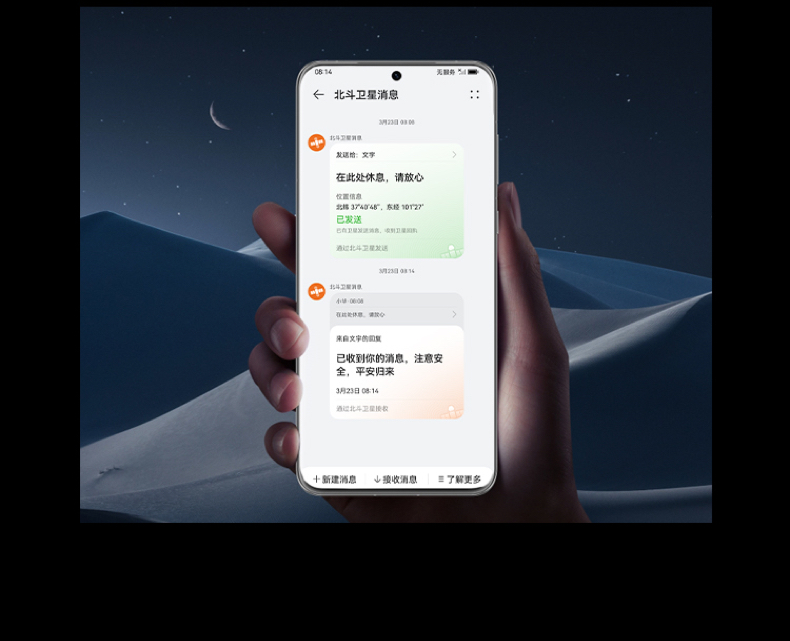 08:14
无服务
北斗卫星消息
3月23日 08:08
北斗卫星消息
发送给：文字
在此处休息，请放心
位置信息
北纬 37°40'48"，东经 101°27"
已发送
已向卫星发送消息，收到卫星回执
通过北斗卫星发送
3月23日 08:14
北斗卫星消息
小华 08:08
在此处休息，请放心
来自文字的回复
已收到你的消息，注意安
全，平安归来
3月23日 08:14
通过北斗卫星接收
新建消息
接收消息
了解更多